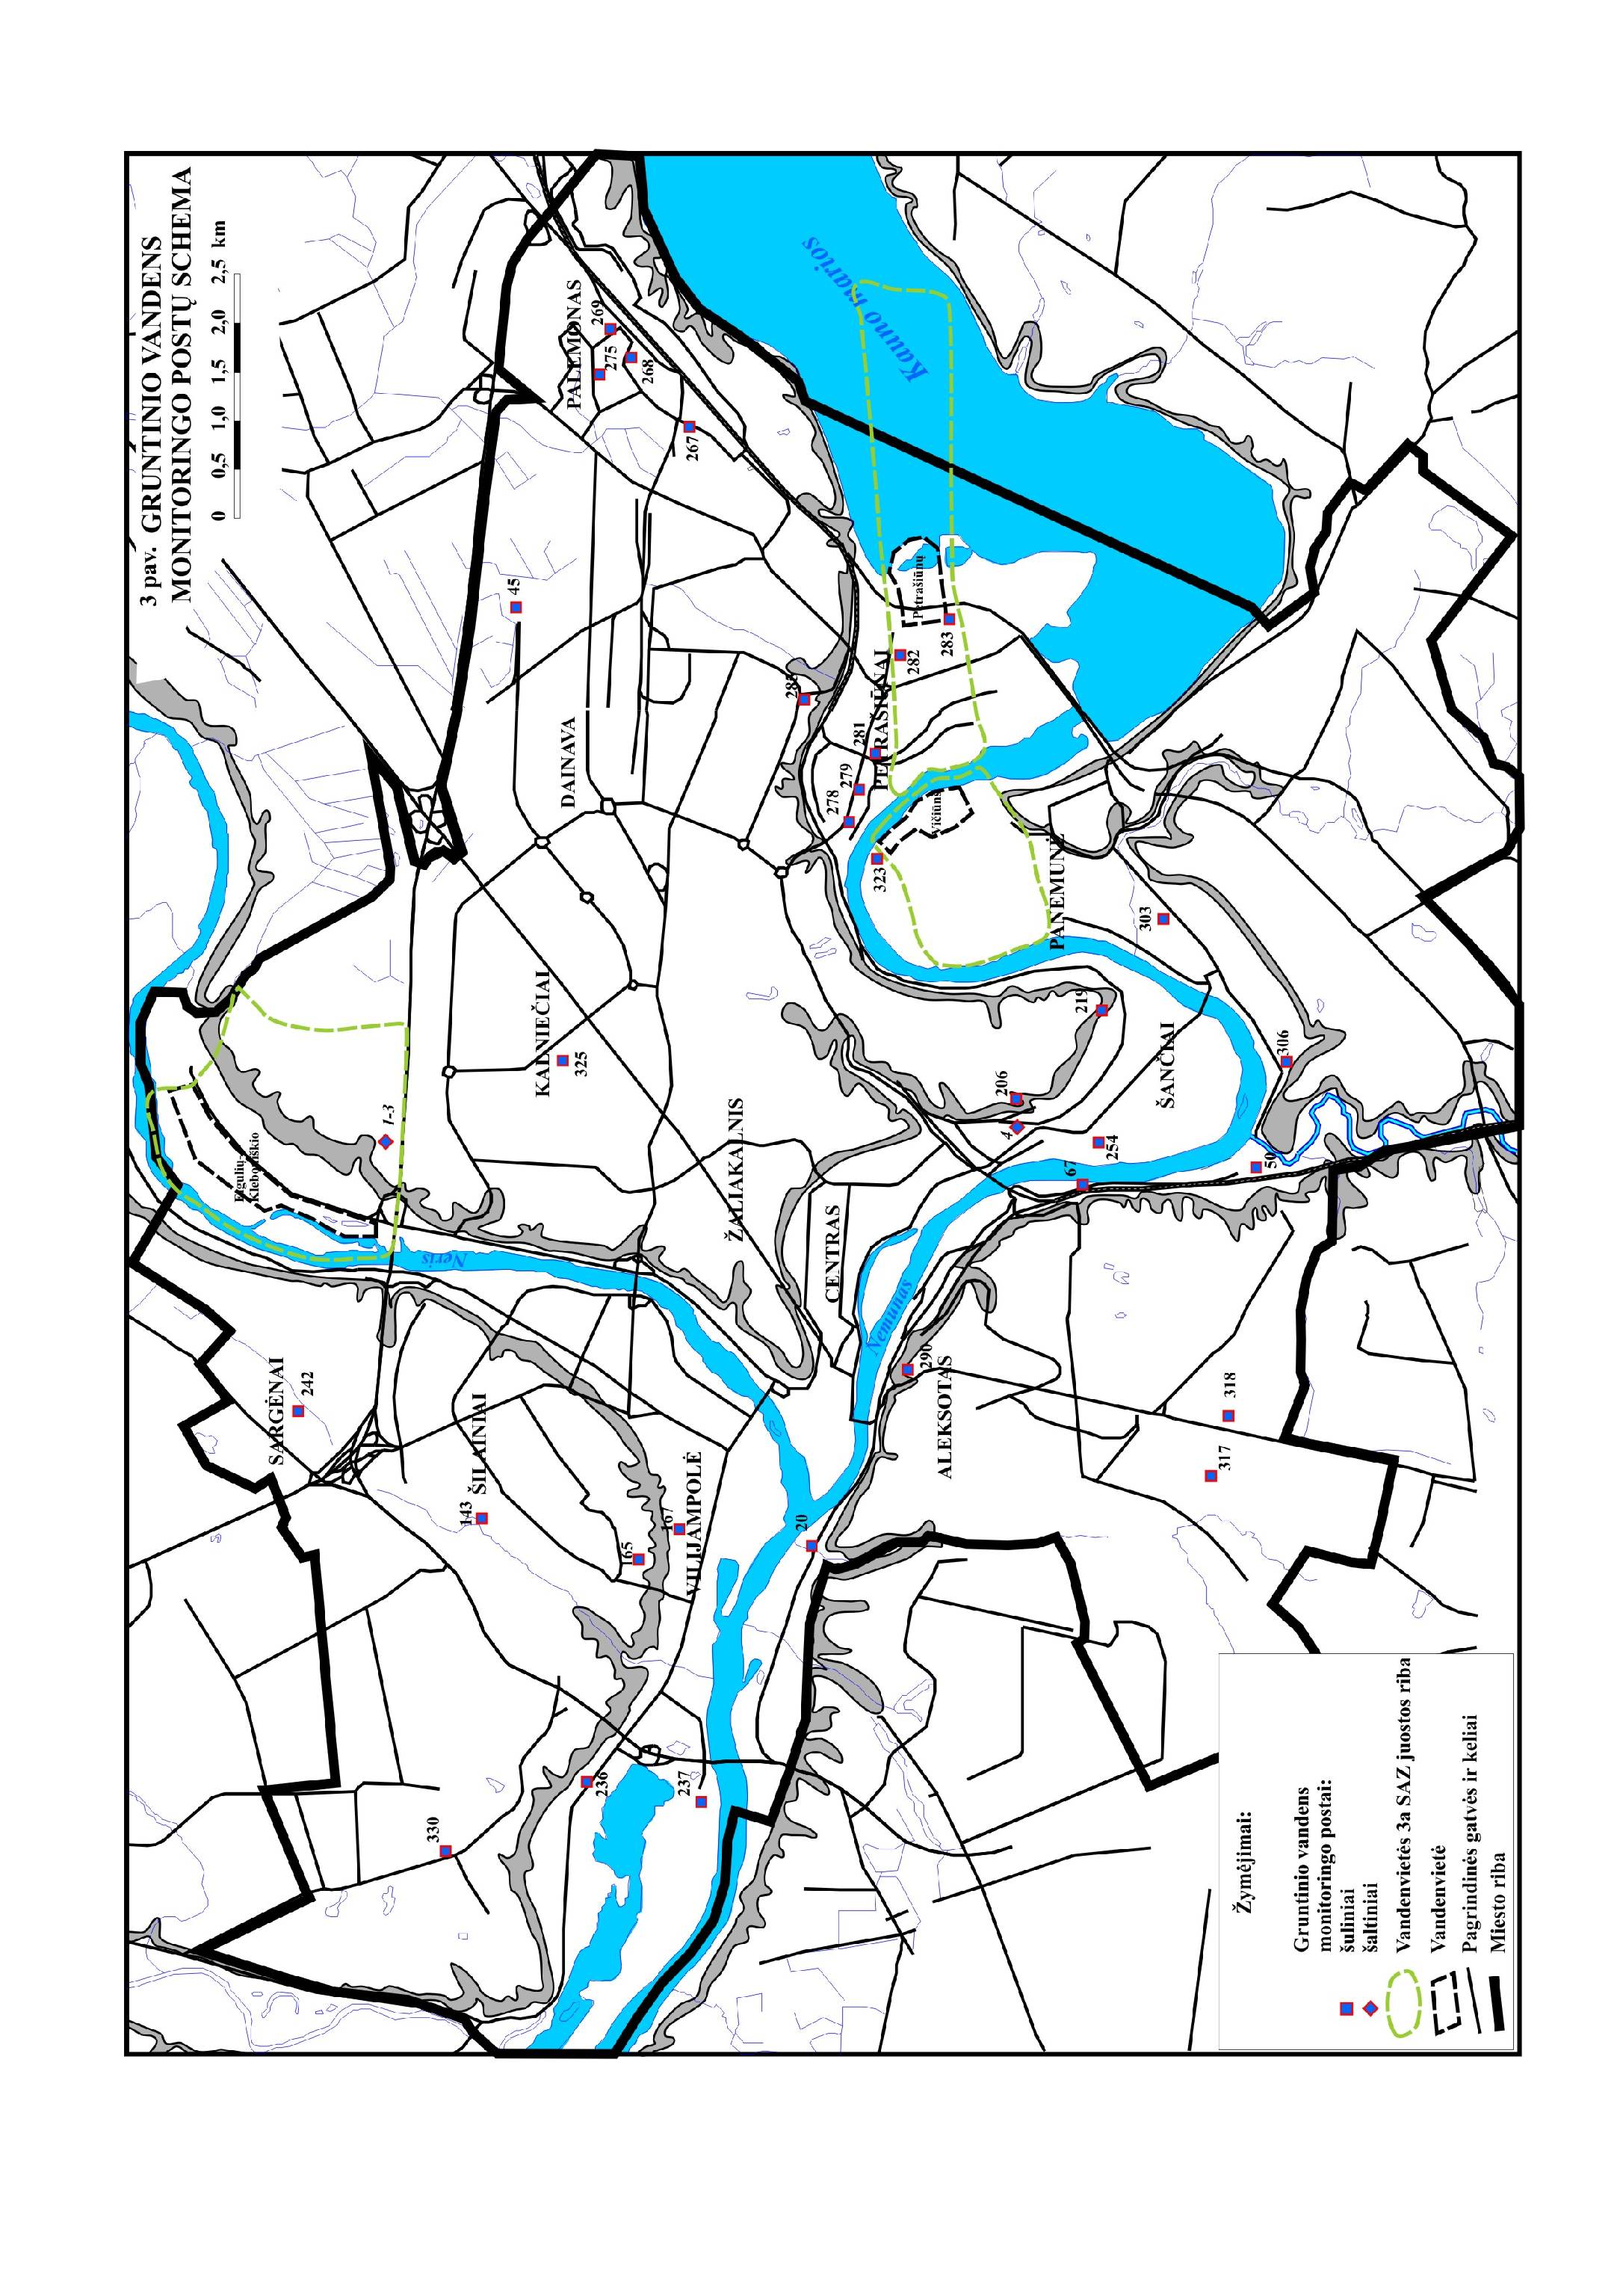 3 pav. GRUNTINIO VANDENS
MONITORINGO POSTŲ SCHEMA
0 0,5 1,0 1,5 2,0 2,5 km
SARGĖNAI
242
330
143
ŠILAINIAI
165
167
VILIJAMPOLĖ
236
237
20
Neris
Kleboniškio
1-3
KALNIEČIAI
325
DAINAVA
45
PALEMONAS
269
275
268
267
ŽALIAKALNIS
CENTRAS
Nemunas
290
ALEKSOTAS
317
318
278
279
281
PETRAŠIŪNAI
282
283
Petrašiūnų
Kauno marios
323
PANEMUNĖ
303
219
206
4
254
67
ŠANČIAI
306
50
Žymėjimai:
Gruntinio vandens
monitoringo postai:
šuliniai
šaltiniai
Vandenvietės 3a SAZ juostos riba
Vandenvietė
Pagrindinės gatvės ir keliai
Miesto riba